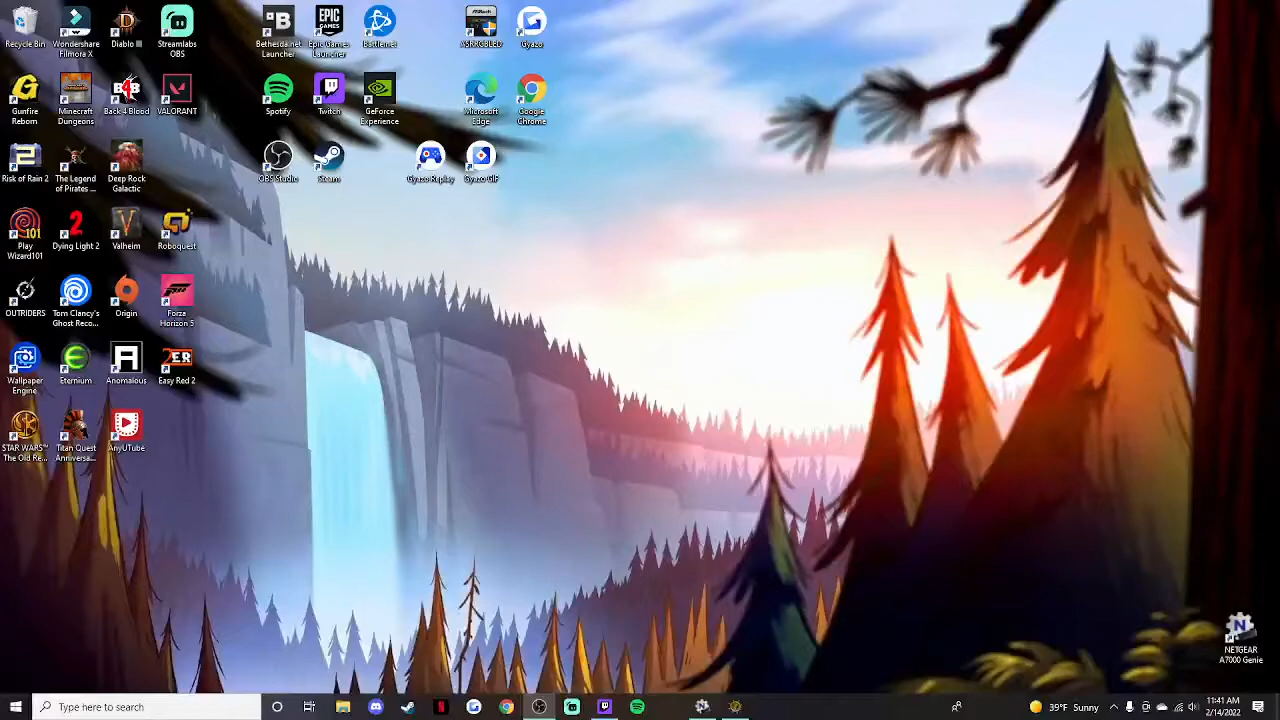 Recycle Bin
Wondershare Filmora X
Diablo III
Streamlabs OBS
Bethesda.net Launcher
Epic Games Launcher
Battle.net
ASRRGBLED
Gyazo
Gunfire Reborn
Minecraft Dungeons
Back 4 Blood
VALORANT
Spotify
Twitch
GeForce Experience
Microsoft Edge
Google Chrome
Risk of Rain 2
The Legend of Pirates ...
Deep Rock Galactic
OBS Studio
Steam
Gyazo Replay
Gyazo GIF
Play Wizard101
Dying Light 2
Valheim
Roboquest
OUTRIDERS
Tom Clancy's Ghost Reco...
Origin
Forza Horizon 5
Wallpaper Engine
Eternium
Anomalous
Easy Red 2
STAR WARS™ The Old Re...
Titan Quest Anniversa...
AnyUTube
NETGEAR A7000 Genie
Type here to search
39°F Sunny
11:41 AM
2/14/2022